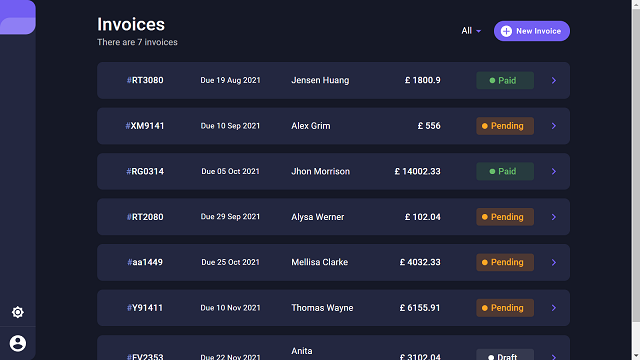 Invoices
There are 7 invoices
All
New Invoice
#RT3080 Due 19 Aug 2021 Jensen Huang £ 1800.9 Paid
#XM9141 Due 10 Sep 2021 Alex Grim £ 556 Pending
#RG0314 Due 05 Oct 2021 Jhon Morrison £ 14002.33 Paid
#RT2080 Due 29 Sep 2021 Alysa Werner £ 102.04 Pending
#aa1449 Due 25 Oct 2021 Mellisa Clarke £ 4032.33 Pending
#Y91411 Due 10 Nov 2021 Thomas Wayne £ 6155.91 Pending
Anita
#FV2353 Due 22 Nov 2021 £ 3102.04 Draft